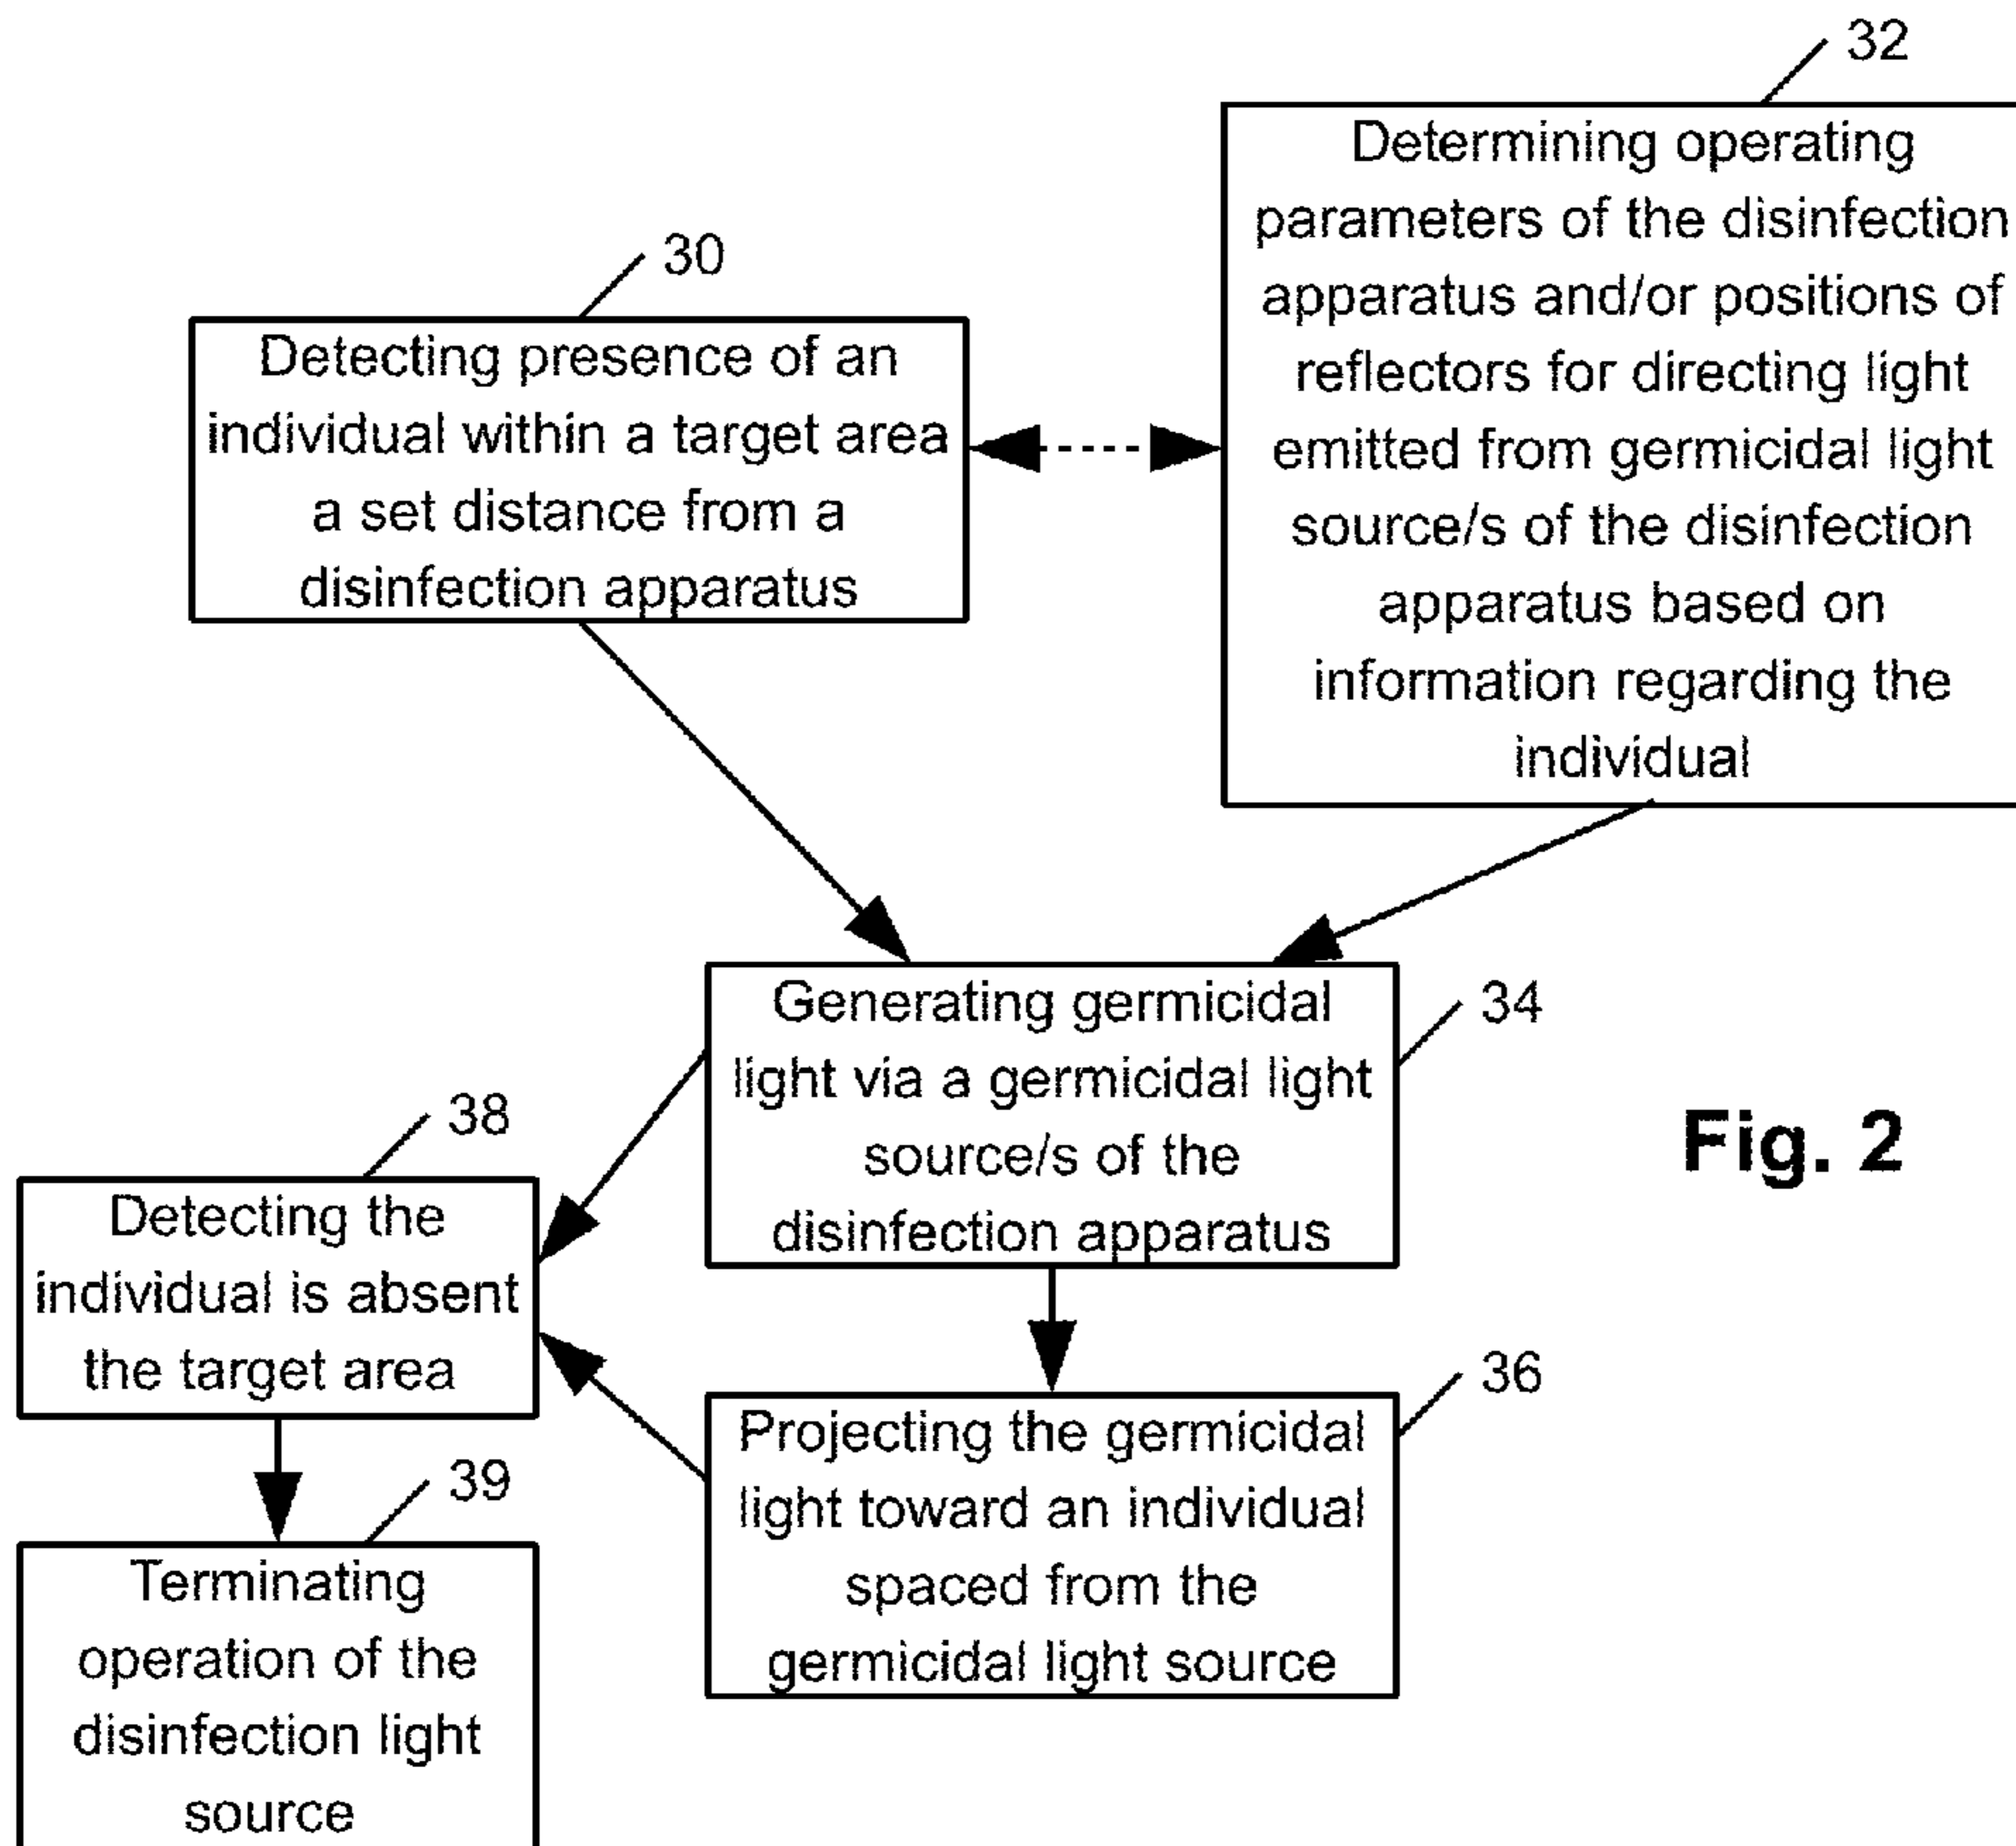 32
Determining operating
parameters of the disinfection
apparatus and/or positions of
reflectors for directing light
emitted from germicidal light
source/s of the disinfection
apparatus based on
information regarding the
individual
30
Detecting presence of an
individual within a target area
a set distance from a
disinfection apparatus
34
Generating germicidal
light via a germicidal light
source/s of the
disinfection apparatus
Fig. 2
38
Detecting the
individual is absent
the target area
36
Projecting the germicidal
light toward an individual
spaced from the
germicidal light source
39
Terminating
operation of the
disinfection light
source